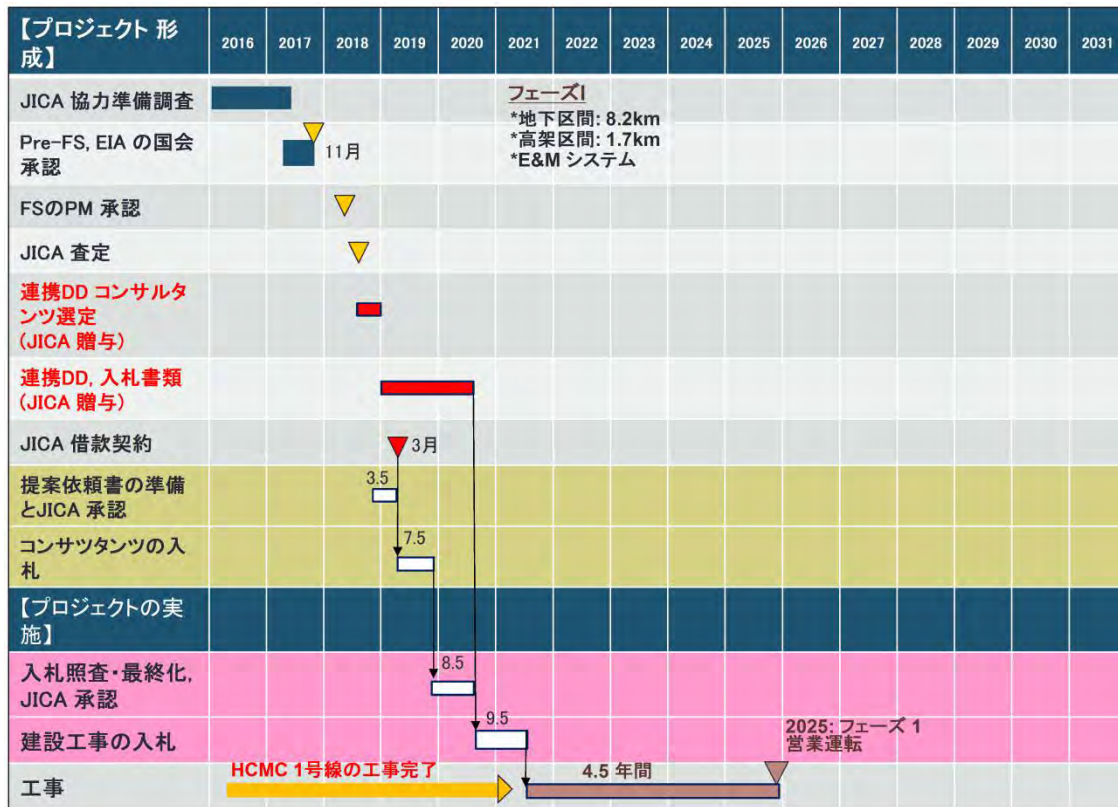 【プロジェクト 形
成】
2016 2017 2018 2019 2020 2021 2022 2023 2024 2025 2026 2027 2028 2029 2030 2031
JICA 協力準備調査
フェーズI
*地下区間: 8.2km
*高架区間: 1.7km
*E&M システム
Pre-FS, EIA の国会
承認
11月
FSのPM 承認
JICA 査定
連携DD コンサルタ
ンツ選定
(JICA 贈与)
連携DD, 入札書類
(JICA 贈与)
JICA 借款契約
3月
提案依頼書の準備
とJICA 承認
3.5
コンサツタンツの入
札
7.5
【プロジェクトの実
施】
入札照査・最終化,
JICA 承認
8.5
建設工事の入札
9.5
2025: フェーズ 1
営業運転
工事
HCMC 1号線の工事完了
4.5 年間